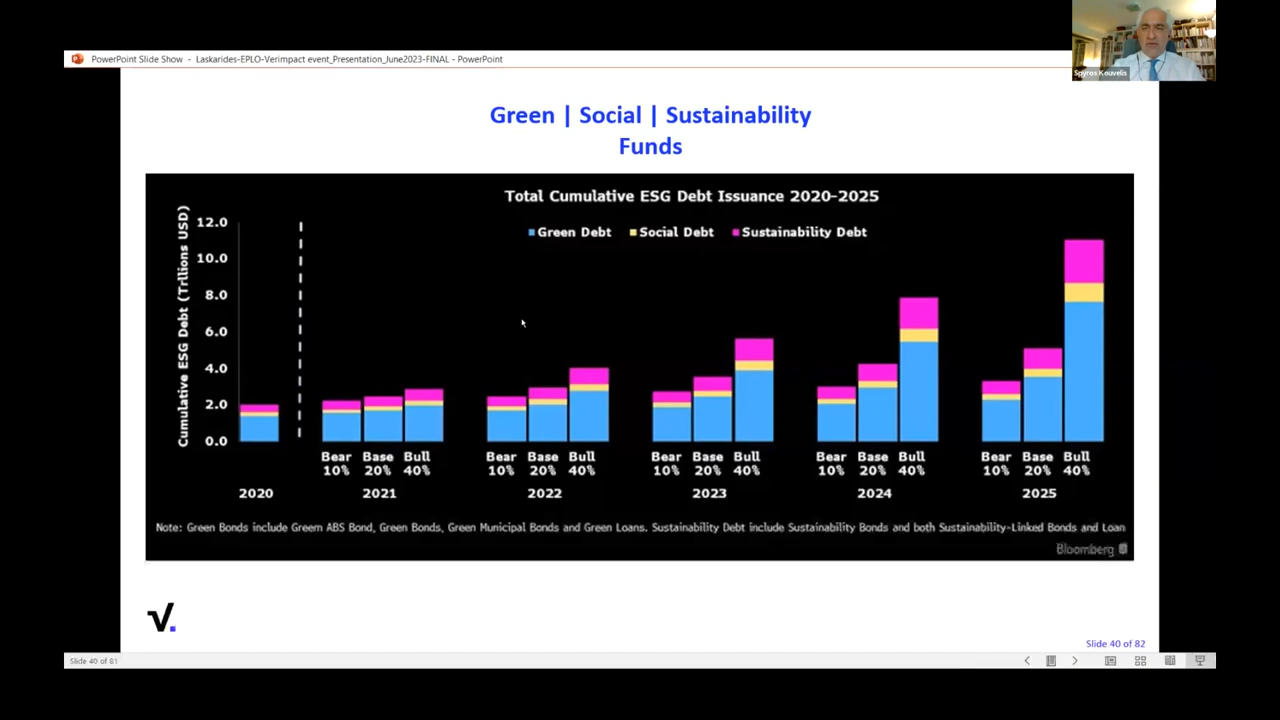 PowerPoint Slide Show - Laskarides-EPLO-Verimpact event_Presentation_June2023-FINAL - PowerPoint
Spyros Kouvelis
Green | Social | Sustainability
Funds
Total Cumulative ESG Debt Issuance 2020-2025
Green Debt Social Debt Sustainability Debt
Cumulative ESG Debt (Trllions USD)
12.0
10.0
8.0
6.0
4.0
2.0
0.0
Bear Base Bull Bear Base Bull Bear Base Bull Bear Base Bull Bear Base Bull
10% 20% 40% 10% 20% 40% 10% 20% 40% 10% 20% 40% 10% 20% 40%
2020 2021 2022 2023 2024 2025
Note: Green Bonds include Greem ABS Bond, Green Bonds, Green Municipal Bonds and Green Loans. Sustainability Debt include Sustainability Bonds and both Sustainability-Linked Bonds and Loan
Bloomberg
V.
Slide 40 of 82
Slide 40 of 81